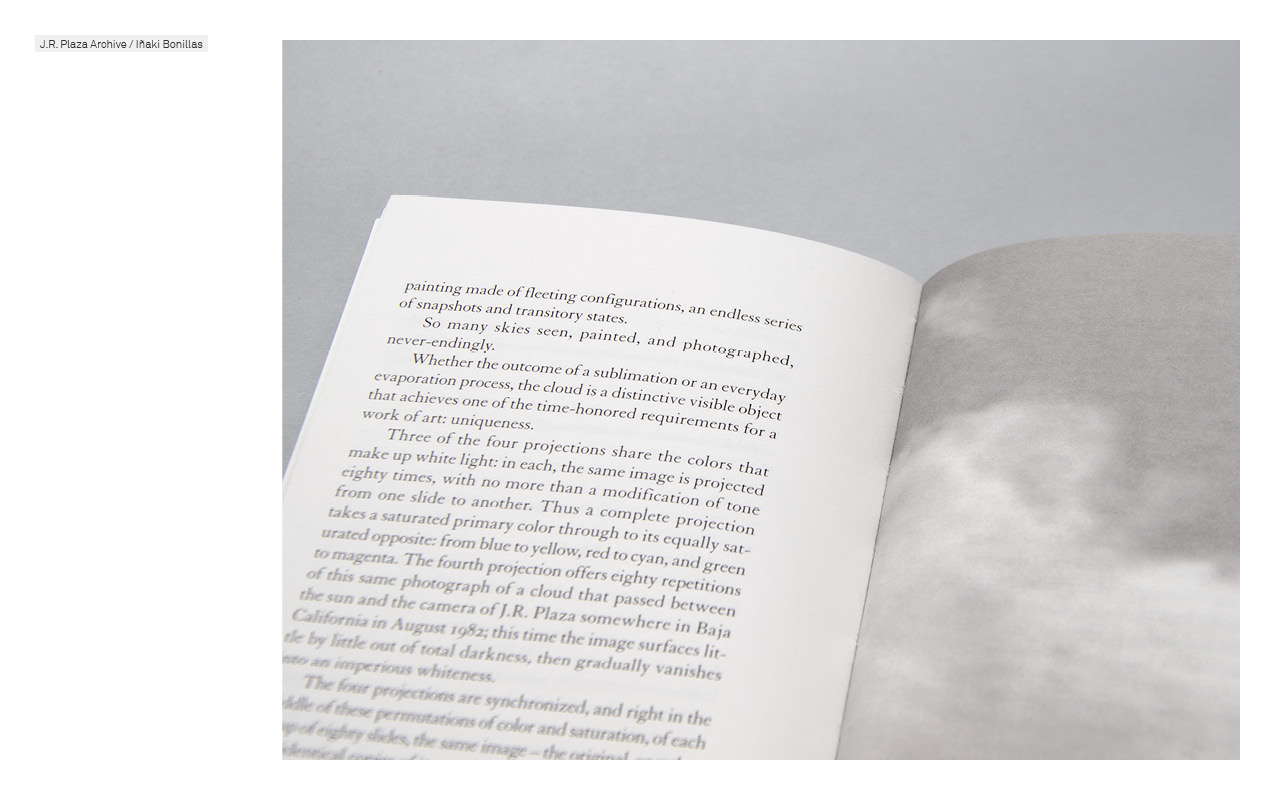 J.R. Plaza Archive / Iñaki Bonillas
painting made of fleeting configurations, an endless series
of snapshots and transitory states.
So many skies seen, painted, and photographed,
never-endingly.
Whether the outcome of a sublimation or an everyday
evaporation process, the cloud is a distinctive visible object
that achieves one of the time-honored requirements for a
work of art: uniqueness.
Three of the four projections share the colors that
make up white light: in each, the same image is projected
eighty times, with no more than a modification of tone
from one slide to another. Thus a complete projection
takes a saturated primary color through to its equally sat-
urated opposite: from blue to yellow, red to cyan, and green
to magenta. The fourth projection offers eighty repetitions
of this same photograph of a cloud that passed between
the sun and the camera of J.R. Plaza somewhere in Baja
California in August 1982; this time the image surfaces lit-
tle by little out of total darkness, then gradually vanishes
into an imperious whiteness.
The four projections are synchronized, and right in the
of these permutations of color and saturation, of each
of eighty slides, the same image – the original,